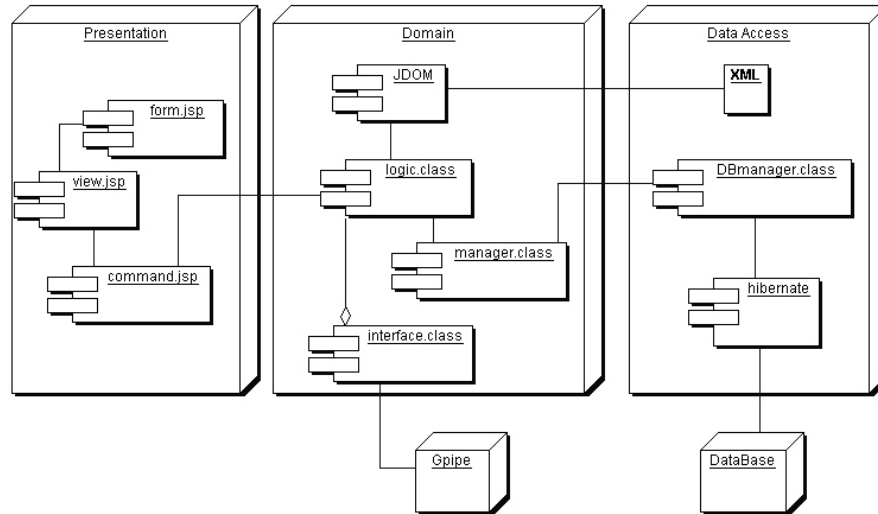 Presentation
Domain
Data Access
form.jsp
view.jsp
command.jsp
JDOM
logic.class
manager.class
interface.class
XML
DBmanager.class
hibernate
Gpipe
DataBase